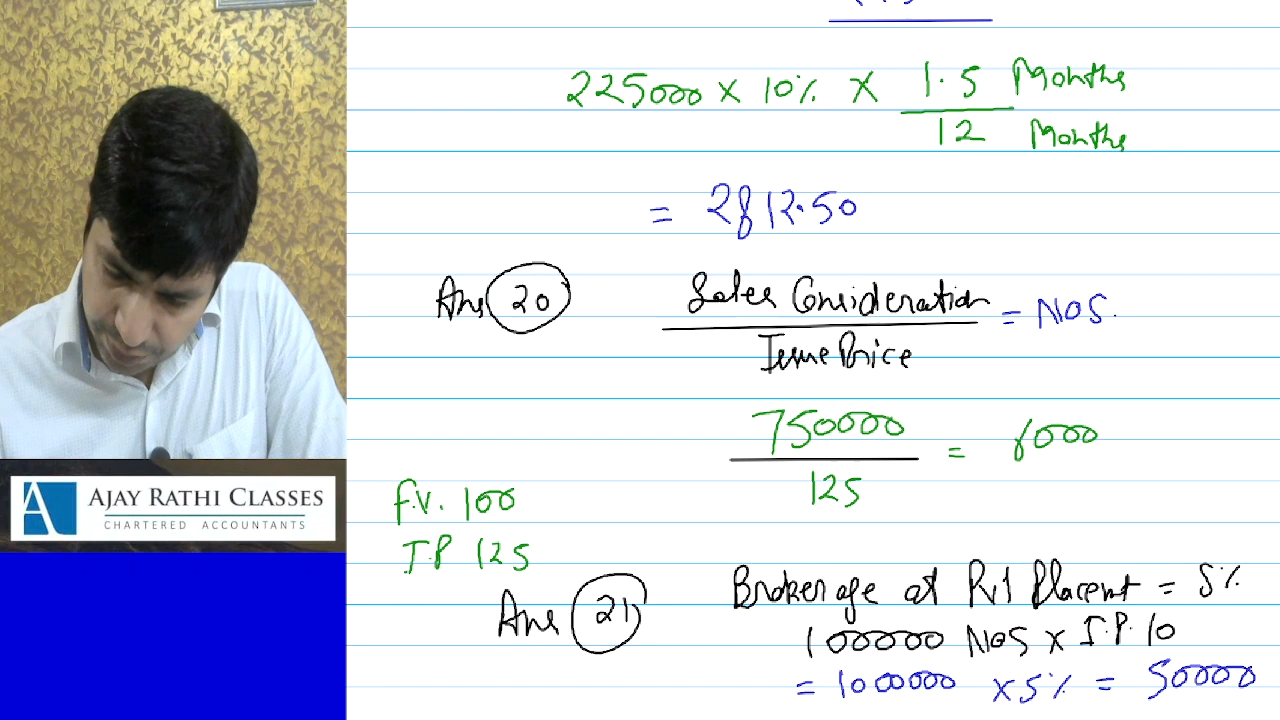 225000 × 10% × 1.5 Months
12 Months
= 2812.50
Ans 20 Sales Consideration = NOS.
Issue Price
750000 = 6000
125
F.V. 100
I.P 125
Ans 21 Brokerage at Pvt Placent = 5%
100000 NOS × I.P. 10
= 1000000 × 5% = 50000
AJAY RATHI CLASSES
CHARTERED ACCOUNTANTS